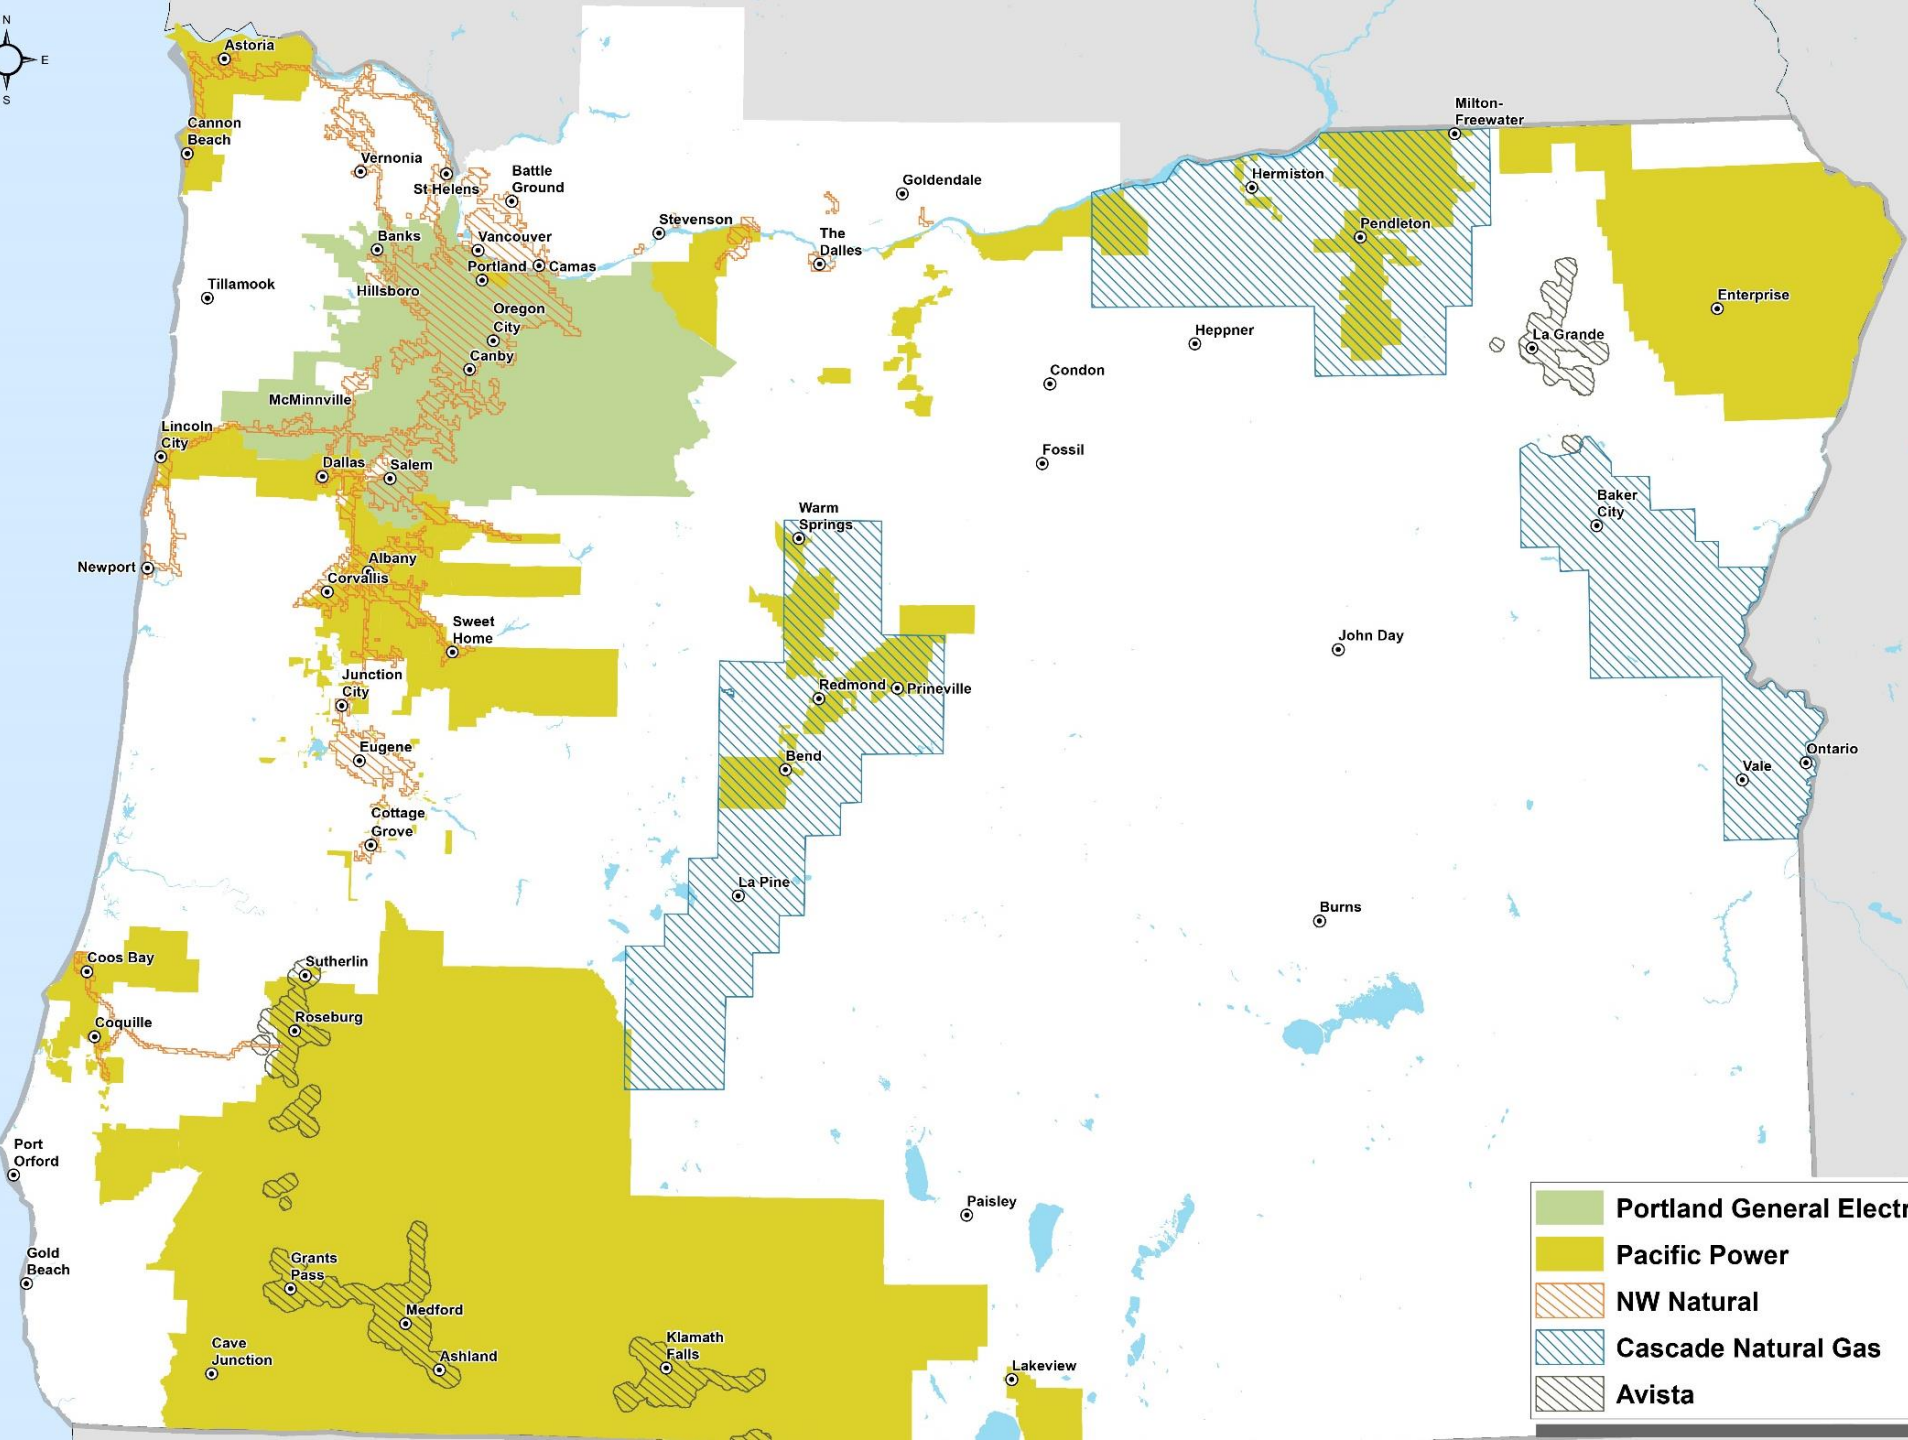 N
E
S
Astoria
Cannon
Beach
Vernonia
St Helens
Battle
Ground
Goldendale
Milton-
Freewater
Hermiston
Stevenson
The
Dalles
Pendleton
Banks
Vancouver
Portland
Camas
Tillamook
Hillsboro
Oregon
City
Canby
Enterprise
Heppner
La Grande
Condon
McMinnville
Lincoln
City
Dallas
Salem
Fossil
Warm
Springs
Baker
City
Newport
Albany
Corvallis
Sweet
Home
John Day
Junction
City
Redmond
Prineville
Eugene
Bend
Ontario
Vale
Cottage
Grove
La Pine
Burns
Coos Bay
Sutherlin
Coquille
Roseburg
Port
Orford
Paisley
Gold
Beach
Grants
Pass
Medford
Cave
Junction
Ashland
Klamath
Falls
Lakeview
Portland General Electr
Pacific Power
NW Natural
Cascade Natural Gas
Avista